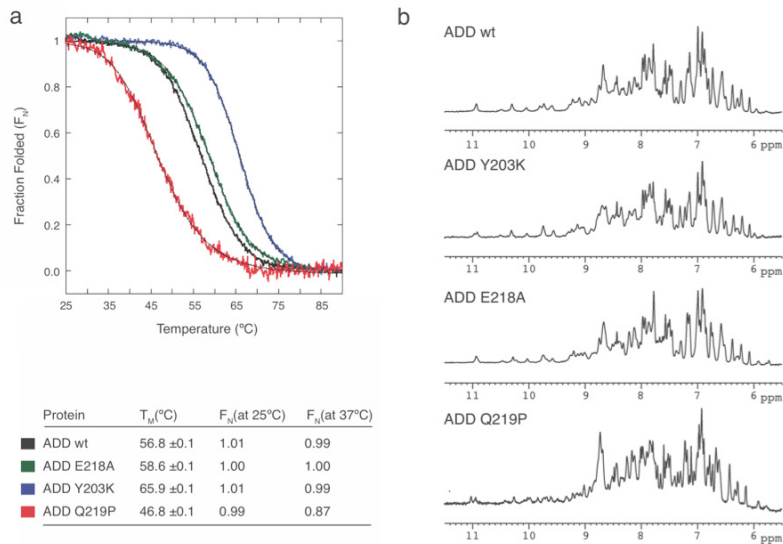 a
1
0.8
0.6
0.4
0.2
0.0
Fraction Folded (F_N)
25 35 45 55 65 75 85
Temperature (ºC)
Protein T_M(ºC) F_N(at 25ºC) F_N(at 37ºC)
ADD wt 56.8 ±0.1 1.01 0.99
ADD E218A 58.6 ±0.1 1.00 1.00
ADD Y203K 65.9 ±0.1 1.01 0.99
ADD Q219P 46.8 ±0.1 0.99 0.87
b
ADD wt
11 10 9 8 7 6 ppm
ADD Y203K
11 10 9 8 7 6 ppm
ADD E218A
11 10 9 8 7 6 ppm
ADD Q219P
11 10 9 8 7 6 ppm